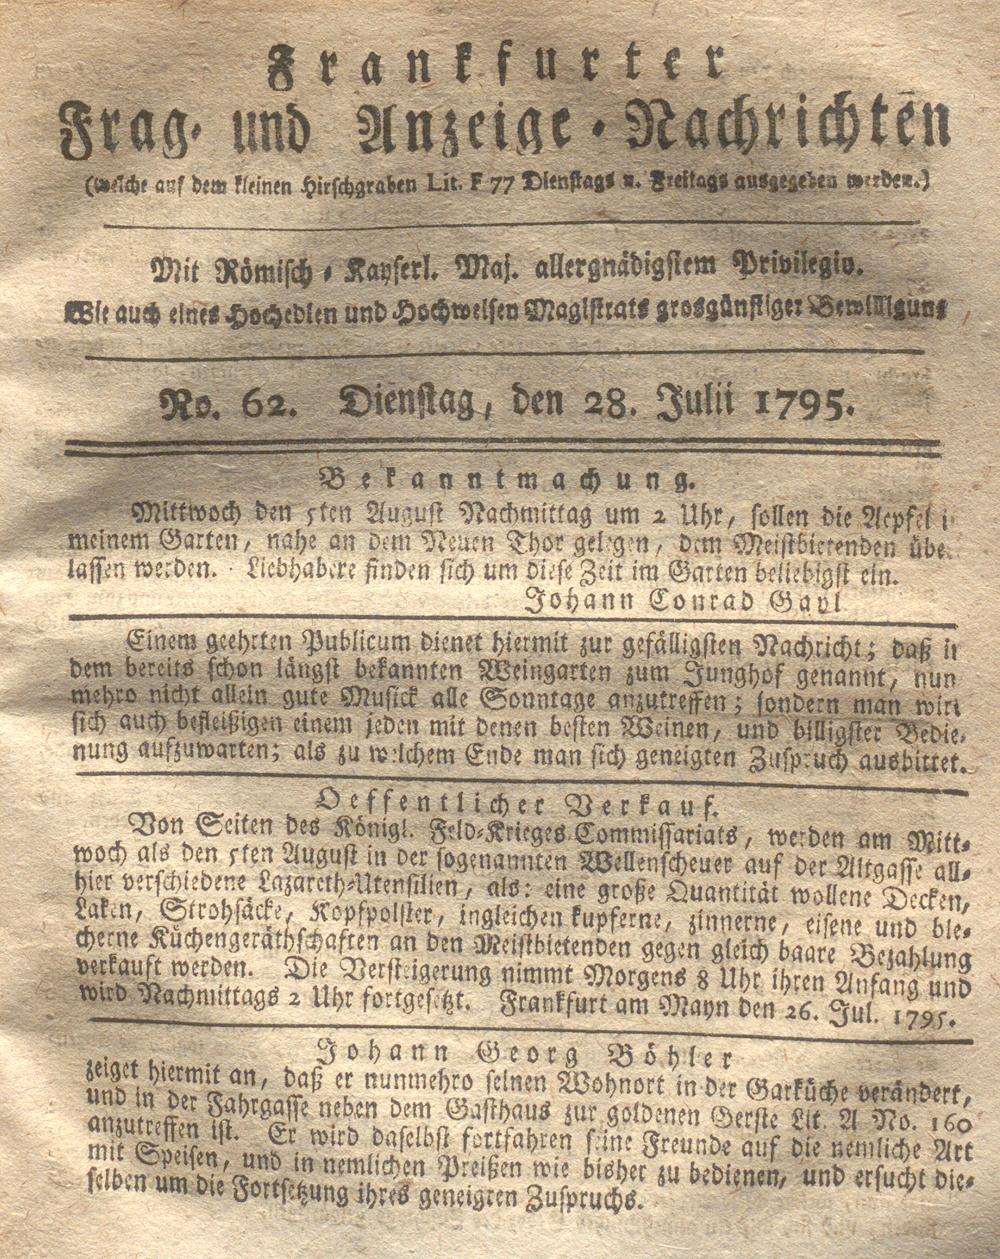 Frankfurter
Frag- und Anzeige-Nachrichten
(welche auf dem kleinen Hirschgraben Lit. F 77 Dienstags u. Freitags ausgegeben werden.)
Mit Römisch-Kayserl. Maj. allergnädigstem Privilegio.
Wie auch eines Hochedlen und Hochweisen Magistrats grosgünstiger Bewilligung
No. 62. Dienstag, den 28. Julii 1795.
Bekanntmachung.
Mittwoch den 5ten August Nachmittag um 2 Uhr, sollen die Aepfel i
meinem Garten, nahe an dem Neuen Thor gelegen, dem Meistbietenden übe
lassen werden. Liebhabere finden sich um diese Zeit im Garten beliebigst ein.
Johann Conrad Gayl
Einem geehrten Publicum dienet hiermit zur gefälligsten Nachricht; daß in
dem bereits schon längst bekannten Weingarten zum Junghof genannt, nun
mehro nicht allein gute Musick alle Sonntage anzutreffen; sondern man wird
sich auch befleißigen einem jeden mit denen besten Weinen, und billigster Bedie-
nung aufzuwarten; als zu welchem Ende man sich geneigten Zuspruch ausbittet.
Oeffentlicher Verkauf.
Von Seiten des Königl. Feld-Krieges Commissariats, werden am Mitt-
woch als den 5ten August in der sogenannten Wellenscheuer auf der Altgasse all-
hier verschiedene Lazareth-Utensilien, als: eine große Quantität wollene Decken,
Laken, Strohsäcke, Kopfpolster, ingleichen kupferne, zinnerne, eisene und ble-
cherne Küchengeräthschaften an den Meistbietenden gegen gleich baare Bezahlung
verkauft werden. Die Versteigerung nimmt Morgens 8 Uhr ihren Anfang und
wird Nachmittags 2 Uhr fortgesetzt. Frankfurt am Mayn den 26. Jul. 1795.
Johann Georg Böhler
zeiget hiermit an, daß er nunmehro seinen Wohnort in der Garküche verändert,
und in der Fahrgasse neben dem Gasthaus zur goldenen Gerste Lit. A No. 160
anzutreffen ist. Er wird daselbst fortfahren seine Freunde auf die nemliche Art
mit Speisen, und in nemlichen Preißen wie bisher zu bedienen, und ersucht die-
selben um die Fortsetzung ihres geneigten Zuspruchs.